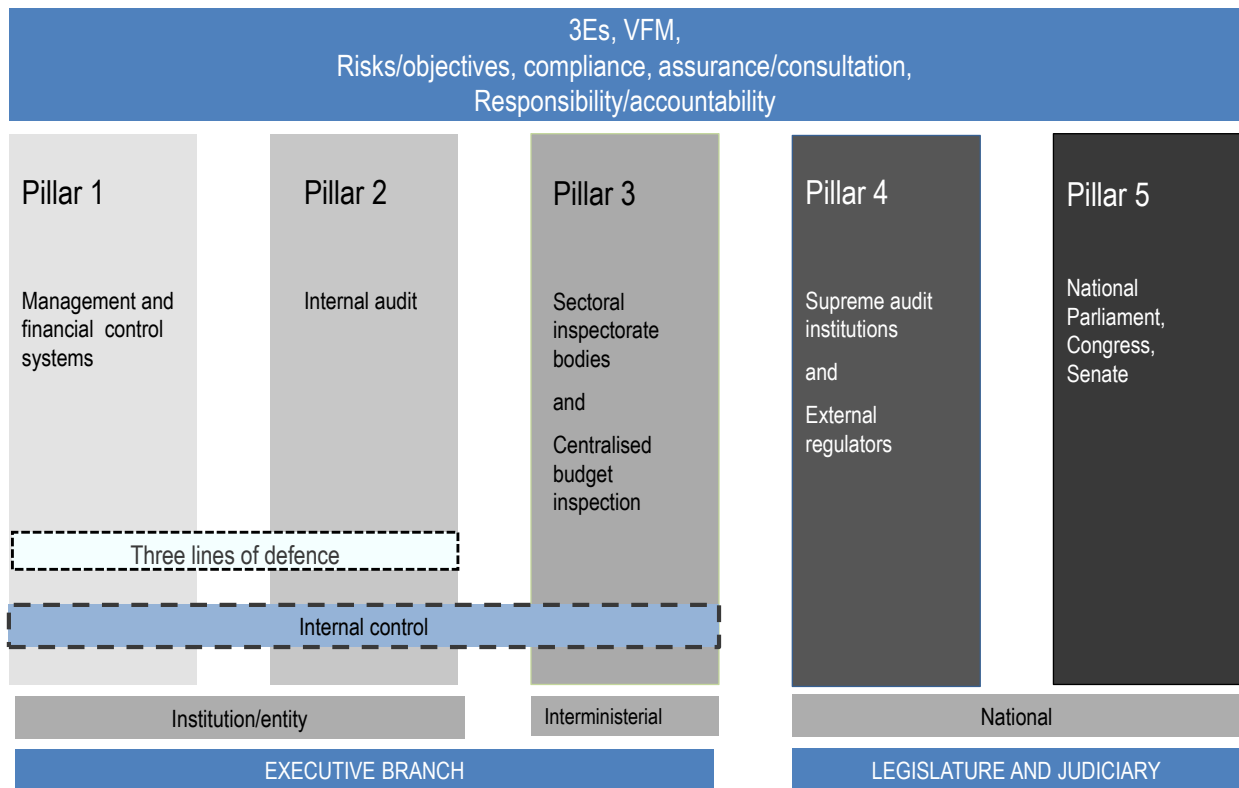 3Es, VFM,
Risks/objectives, compliance, assurance/consultation,
Responsibility/accountability
Pillar 1
Management and
financial control
systems
Pillar 2
Internal audit
Pillar 3
Sectoral
inspectorate
bodies
and
Centralised
budget
inspection
Pillar 4
Supreme audit
institutions
and
External
regulators
Pillar 5
National
Parliament,
Congress,
Senate
Three lines of defence
Internal control
Institution/entity
Interministerial
National
EXECUTIVE BRANCH
LEGISLATURE AND JUDICIARY